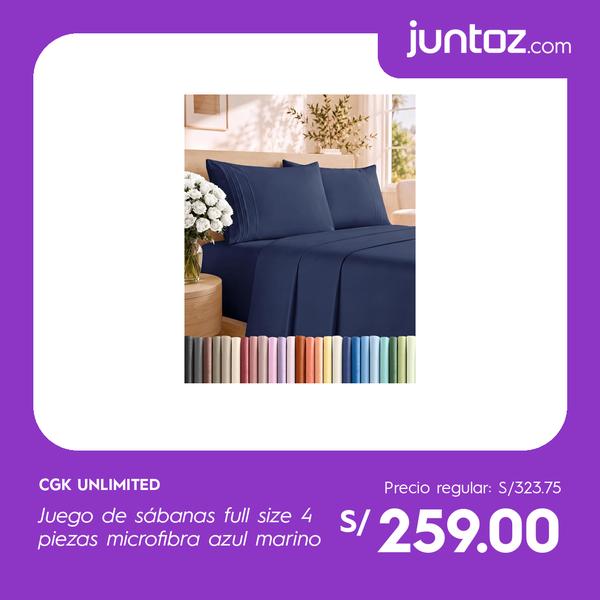 juntoz.com
CGK UNLIMITED
Juego de sábanas full size 4
piezas microfibra azul marino
Precio regular: S/323.75
S/259.00